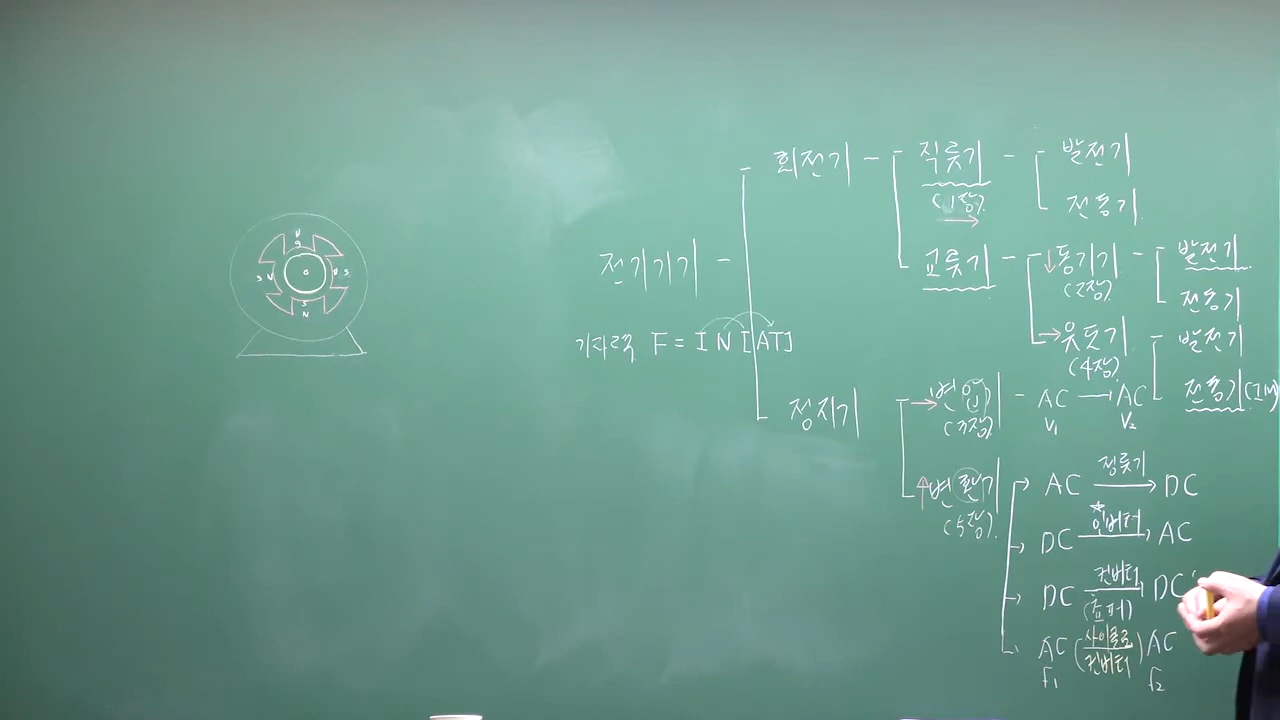 회전기 - 직류기 - 발전기
(1장)
전동기
전기기기 -
교류기 - 동기기 - 발전기
(2장)
전동기
유도기
발전기
(4장)
전동기(IM)
기자력 F = I N [AT]
정지기
변압기 - AC → AC
(3장)
V₁ V₂
변환기
(5장)
AC 정류기 → DC
DC 인버터 → AC
DC 컨버터 → DC
(초퍼)
AC (사이클로 컨버터) AC
f₁ f₂
N
S
S N
N S
S
N